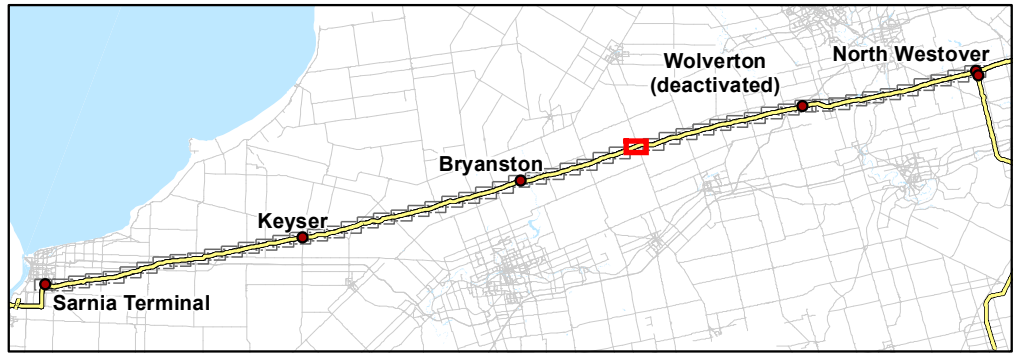 North Westover
Wolverton
(deactivated)
Bryanston
Keyser
Sarnia Terminal